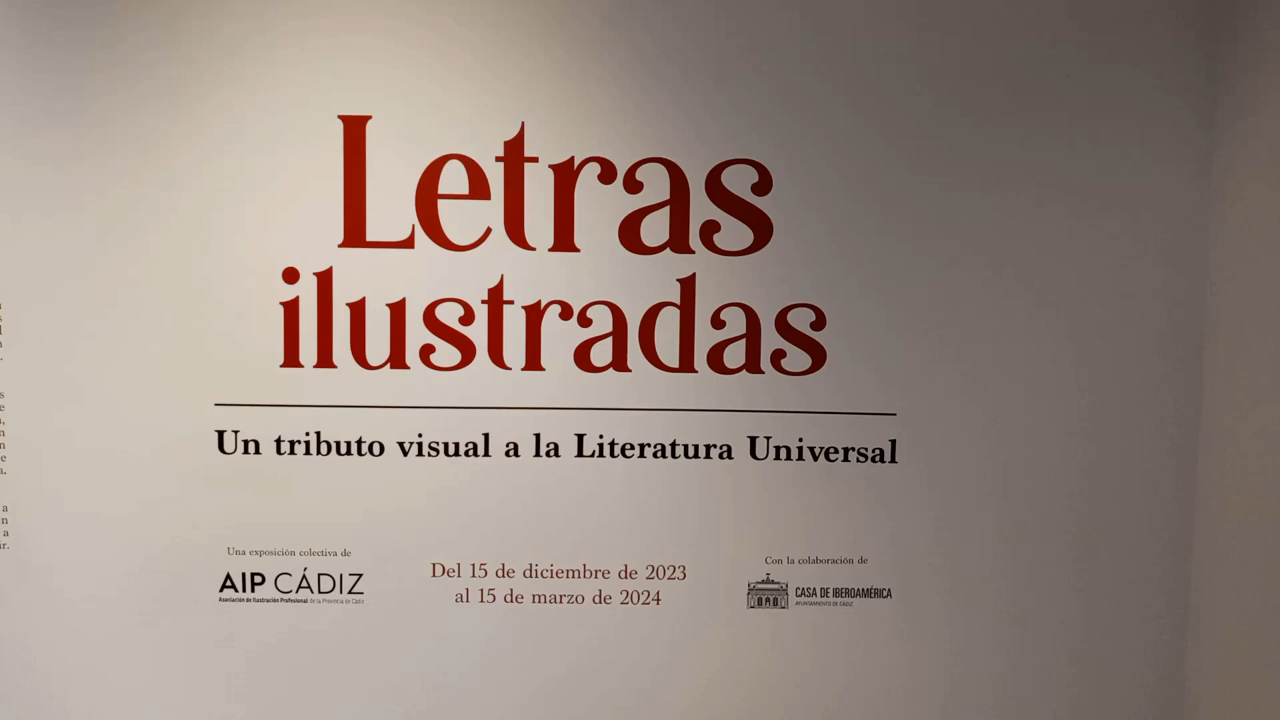 Letras
ilustradas
Un tributo visual a la Literatura Universal
Una exposición colectiva de
AIP CÁDIZ
Asociación de Ilustración Profesional de la Provincia de Cádiz
Del 15 de diciembre de 2023
al 15 de marzo de 2024
Con la colaboración de
CASA DE IBEROAMÉRICA
AYUNTAMIENTO DE CÁDIZ